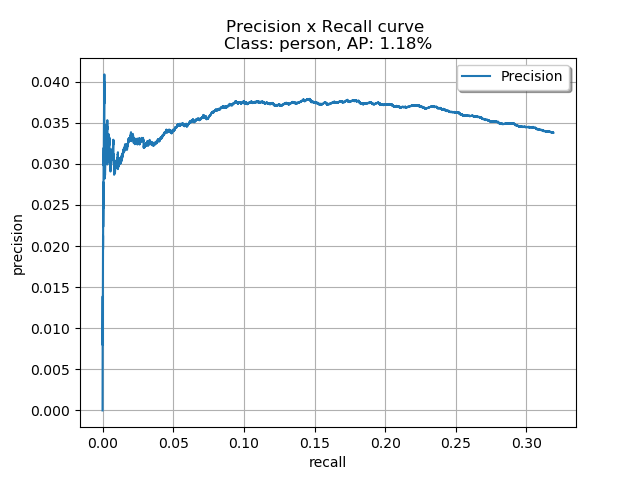 Precision x Recall curve
Class: person, AP: 1.18%
Precision
0.040
0.035
0.030
0.025
0.020
0.015
0.010
0.005
0.000
precision
0.00 0.05 0.10 0.15 0.20 0.25 0.30
recall